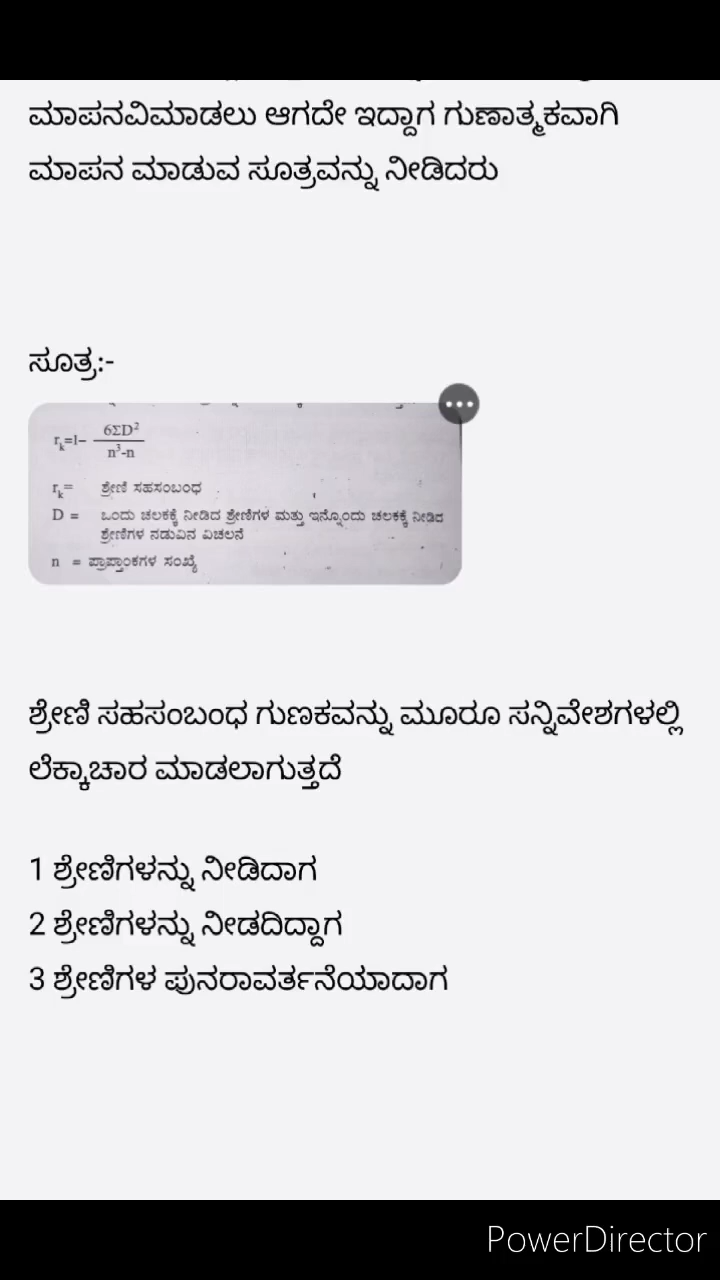 ಮಾಪನವಿಮಾಡಲು ಆಗದೇ ಇದ್ದಾಗ ಗುಣಾತ್ಮಕವಾಗಿ
ಮಾಪನ ಮಾಡುವ ಸೂತ್ರವನ್ನು ನೀಡಿದರು
ಸೂತ್ರ:-
r_k=1- 6ΣD² / n³-n
r_k= ಶ್ರೇಣಿ ಸಹಸಂಬಂಧ
D = ಒಂದು ಚಲಕಕ್ಕೆ ನೀಡಿದ ಶ್ರೇಣಿಗಳ ಮತ್ತು ಇನ್ನೊಂದು ಚಲಕಕ್ಕೆ ನೀಡಿದ
ಶ್ರೇಣಿಗಳ ನಡುವಿನ ವಿಚಲನೆ
n = ಪ್ರಾಪ್ತಾಂಕಗಳ ಸಂಖ್ಯೆ
ಶ್ರೇಣಿ ಸಹಸಂಬಂಧ ಗುಣಕವನ್ನು ಮೂರೂ ಸನ್ನಿವೇಶಗಳಲ್ಲಿ
ಲೆಕ್ಕಾಚಾರ ಮಾಡಲಾಗುತ್ತದೆ
1 ಶ್ರೇಣಿಗಳನ್ನು ನೀಡಿದಾಗ
2 ಶ್ರೇಣಿಗಳನ್ನು ನೀಡದಿದ್ದಾಗ
3 ಶ್ರೇಣಿಗಳ ಪುನರಾವರ್ತನೆಯಾದಾಗ
PowerDirector